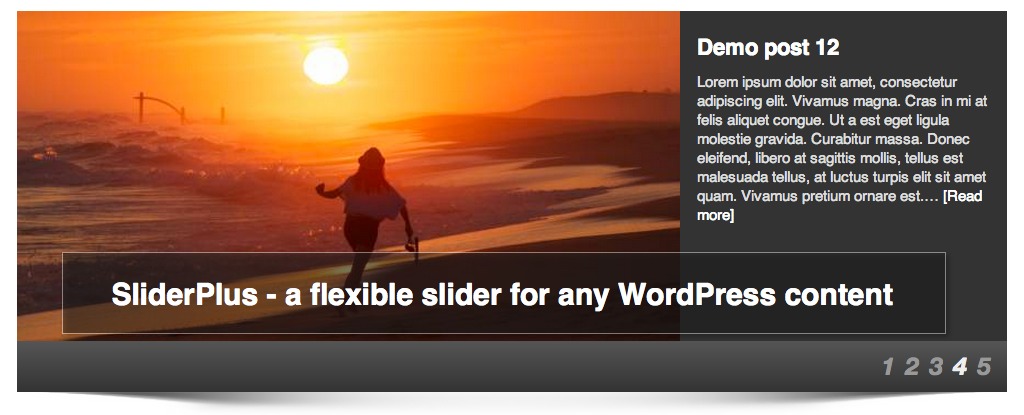 Demo post 12
Lorem ipsum dolor sit amet, consectetur
adipiscing elit. Vivamus magna. Cras in mi at
felis aliquet congue. Ut a est eget ligula
molestie gravida. Curabitur massa. Donec
eleifend, libero at sagittis mollis, tellus est
malesuada tellus, at luctus turpis elit sit amet
quam. Vivamus pretium ornare est.... [Read
more]
SliderPlus - a flexible slider for any WordPress content
1 2 3 4 5